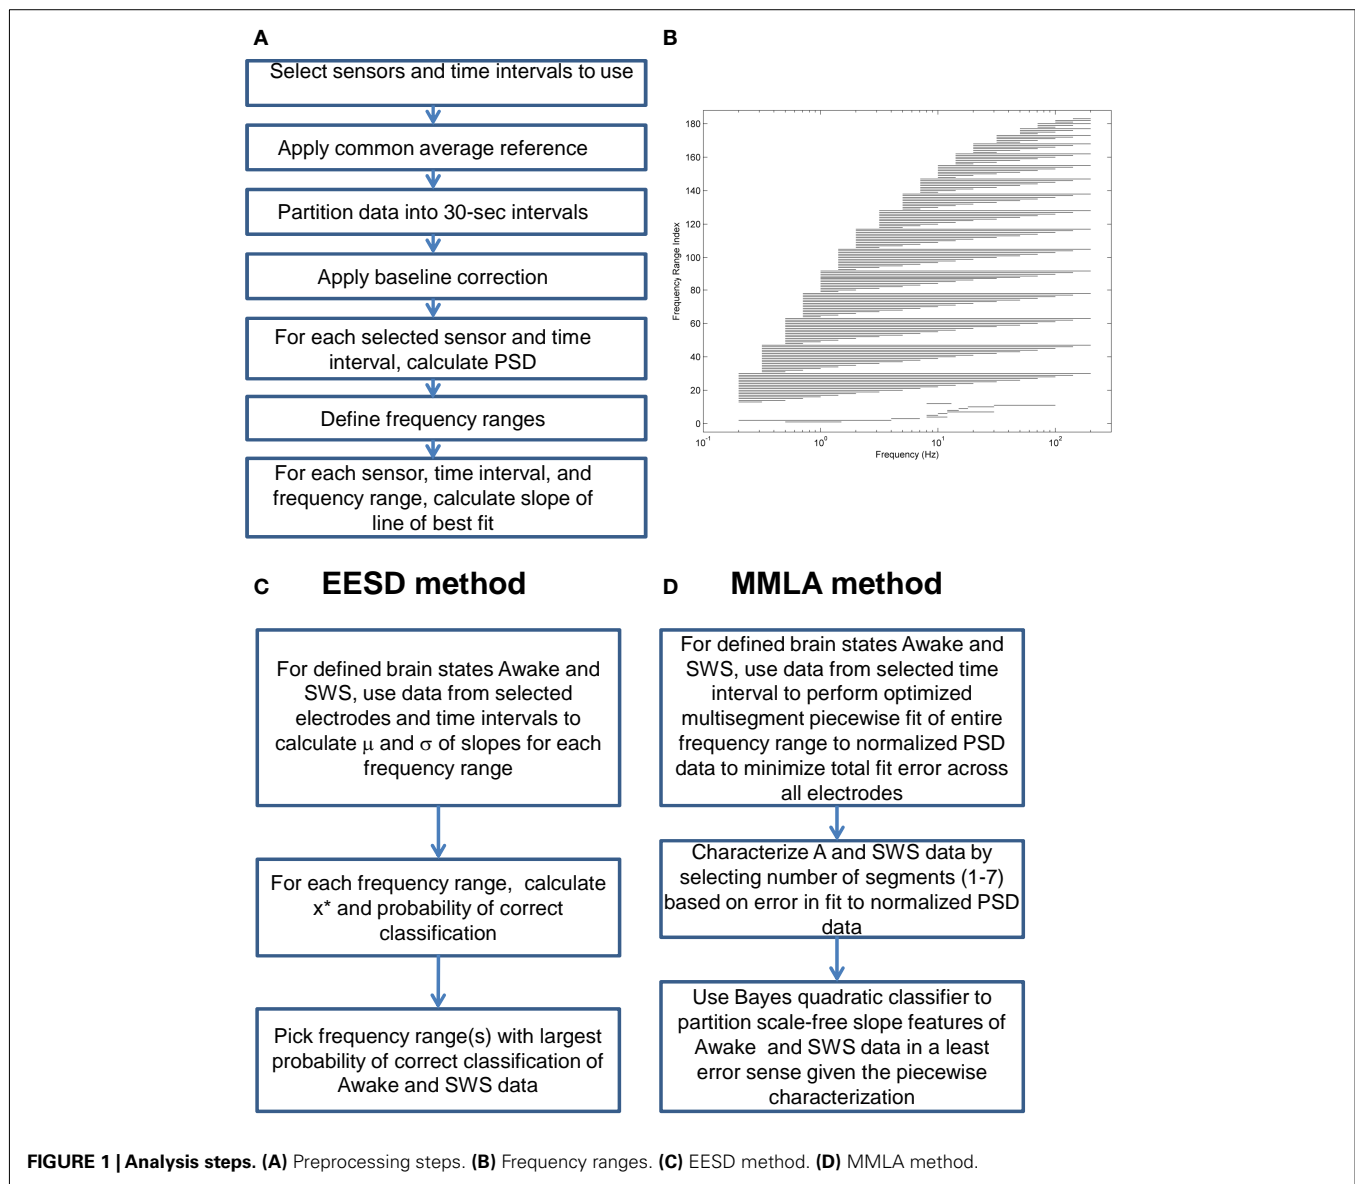 A
Select sensors and time intervals to use
Apply common average reference
Partition data into 30-sec intervals
Apply baseline correction
For each selected sensor and time
interval, calculate PSD
Define frequency ranges
For each sensor, time interval, and
frequency range, calculate slope of
line of best fit
B
180
160
140
120
100
80
60
40
20
0
Frequency Range Index
10-1
100
101
102
Frequency (Hz)
C EESD method
For defined brain states Awake and
SWS, use data from selected
electrodes and time intervals to
calculate μ and σ of slopes for each
frequency range
For each frequency range, calculate
x* and probability of correct
classification
Pick frequency range(s) with largest
probability of correct classification of
Awake and SWS data
D MMLA method
For defined brain states Awake and
SWS, use data from selected time
interval to perform optimized
multisegment piecewise fit of entire
frequency range to normalized PSD
data to minimize total fit error across
all electrodes
Characterize A and SWS data by
selecting number of segments (1-7)
based on error in fit to normalized PSD
data
Use Bayes quadratic classifier to
partition scale-free slope features of
Awake and SWS data in a least
error sense given the piecewise
characterization
FIGURE 1 | Analysis steps. (A) Preprocessing steps. (B) Frequency ranges. (C) EESD method. (D) MMLA method.